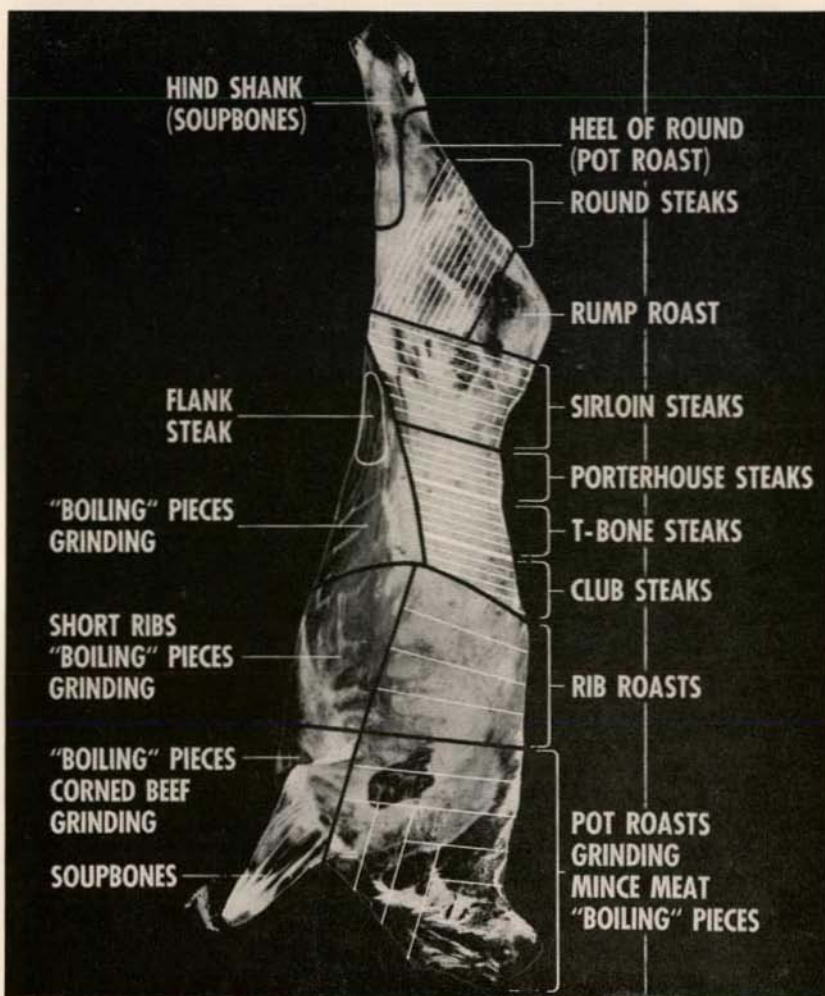 HIND SHANK
(SOUPBONES)
HEEL OF ROUND
(POT ROAST)
ROUND STEAKS
RUMP ROAST
FLANK
STEAK
SIRLOIN STEAKS
PORTERHOUSE STEAKS
"BOILING" PIECES
GRINDING
T-BONE STEAKS
CLUB STEAKS
SHORT RIBS
"BOILING" PIECES
GRINDING
RIB ROASTS
"BOILING" PIECES
CORNED BEEF
GRINDING
SOUPBONES
POT ROASTS
GRINDING
MINCE MEAT
"BOILING" PIECES